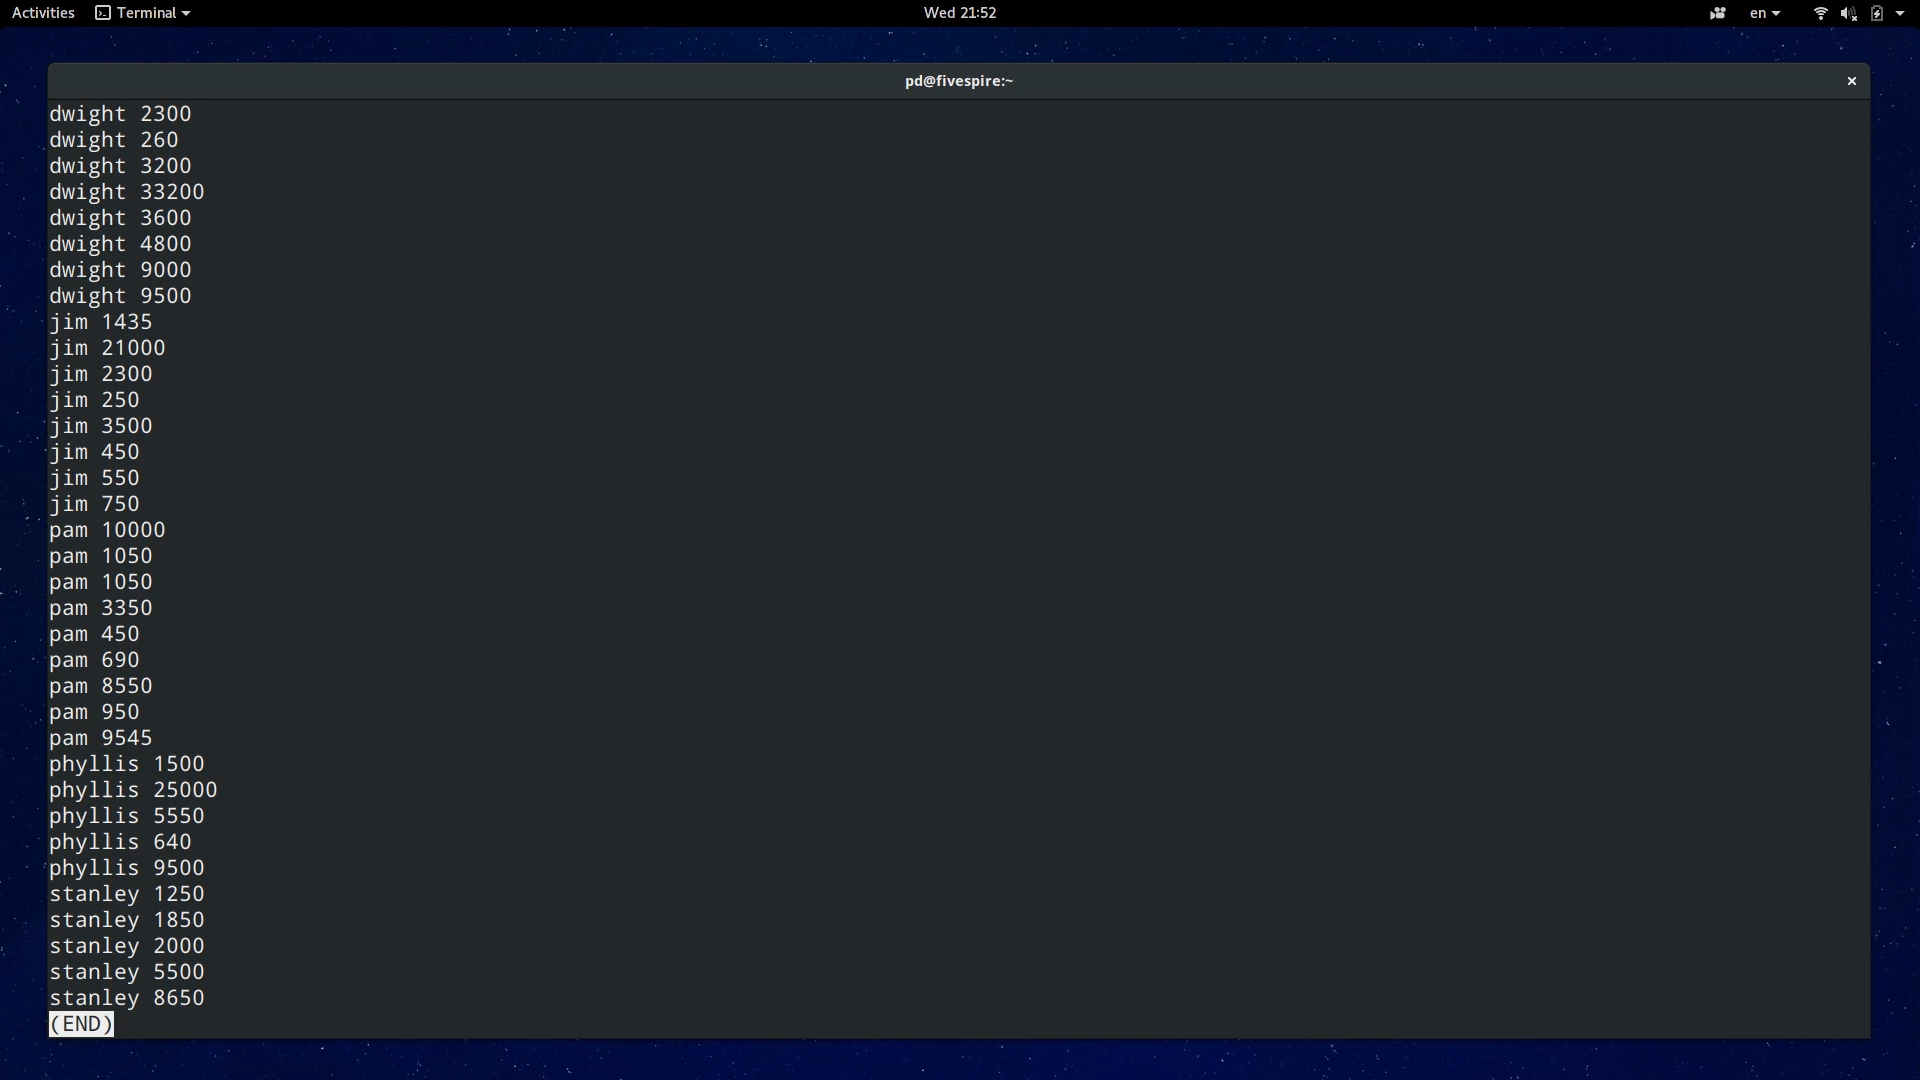 Activities Terminal Wed 21:52 en
pd@fivespire:~
dwight 2300
dwight 260
dwight 3200
dwight 33200
dwight 3600
dwight 4800
dwight 9000
dwight 9500
jim 1435
jim 21000
jim 2300
jim 250
jim 3500
jim 450
jim 550
jim 750
pam 10000
pam 1050
pam 1050
pam 3350
pam 450
pam 690
pam 8550
pam 950
pam 9545
phyllis 1500
phyllis 25000
phyllis 5550
phyllis 640
phyllis 9500
stanley 1250
stanley 1850
stanley 2000
stanley 5500
stanley 8650
(END)